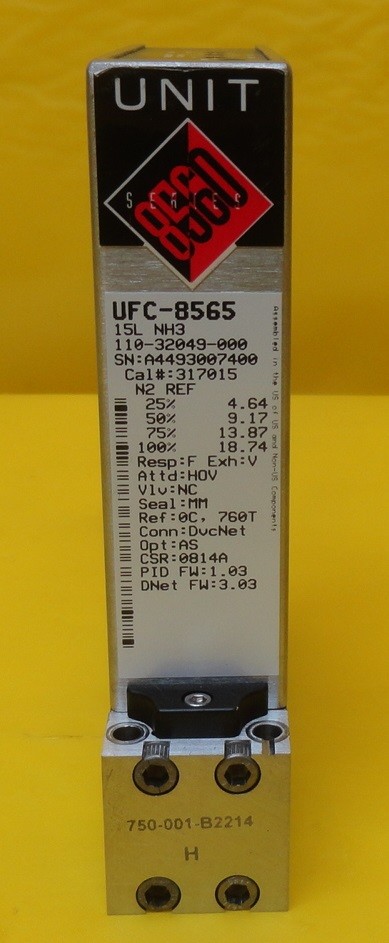 UNIT
8560
SERIES
UFC-8565
15L NH3
110-32049-000
SN:A4493007400
Cal#:317015
N2 REF
25% 4.64
50% 9.17
75% 13.87
100% 18.74
Resp:F Exh:V
Attd:HOV
Vlv:NC
Seal:MM
Ref:0C, 760T
Conn:DvcNet
Opt:AS
CSR:0814A
PID FW:1.03
DNet FW:3.03
Assembled in the US of US and Non-US Components
750-001-B2214
H